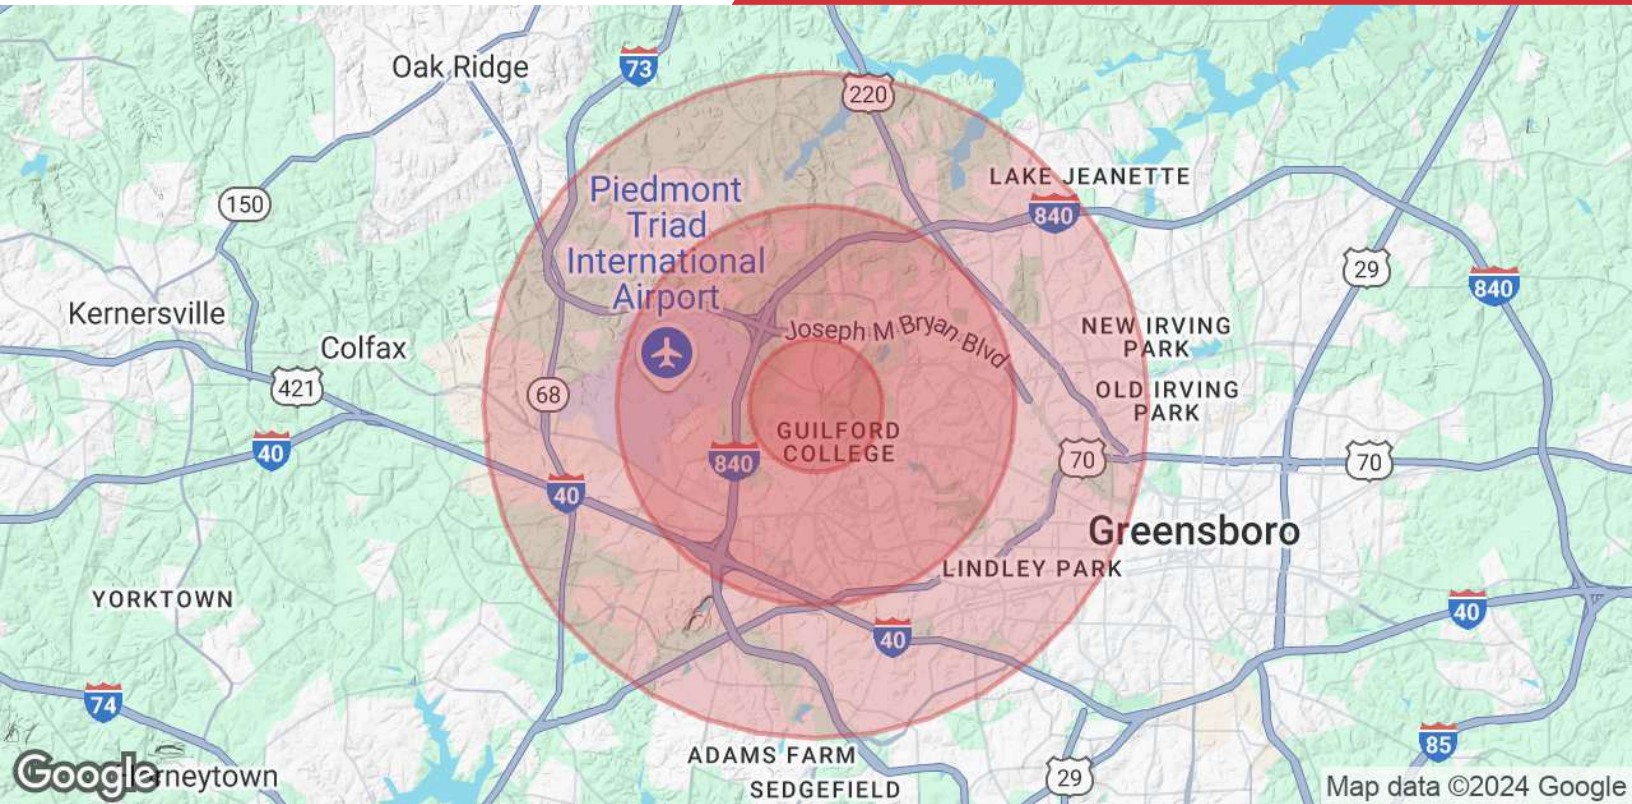 Oak Ridge
73
220
150
LAKE JEANETTE
840
Piedmont
Triad
International
Airport
29
840
Kernersville
Colfax
421
68
Joseph M Bryan Blvd
NEW IRVING
PARK
OLD IRVING
PARK
GUILFORD
COLLEGE
40
840
70
70
40
Greensboro
LINDLEY PARK
YORKTOWN
40
40
74
85
ADAMS FARM
SEDGEFIELD
29
Google
rneytown
Map data ©2024 Google